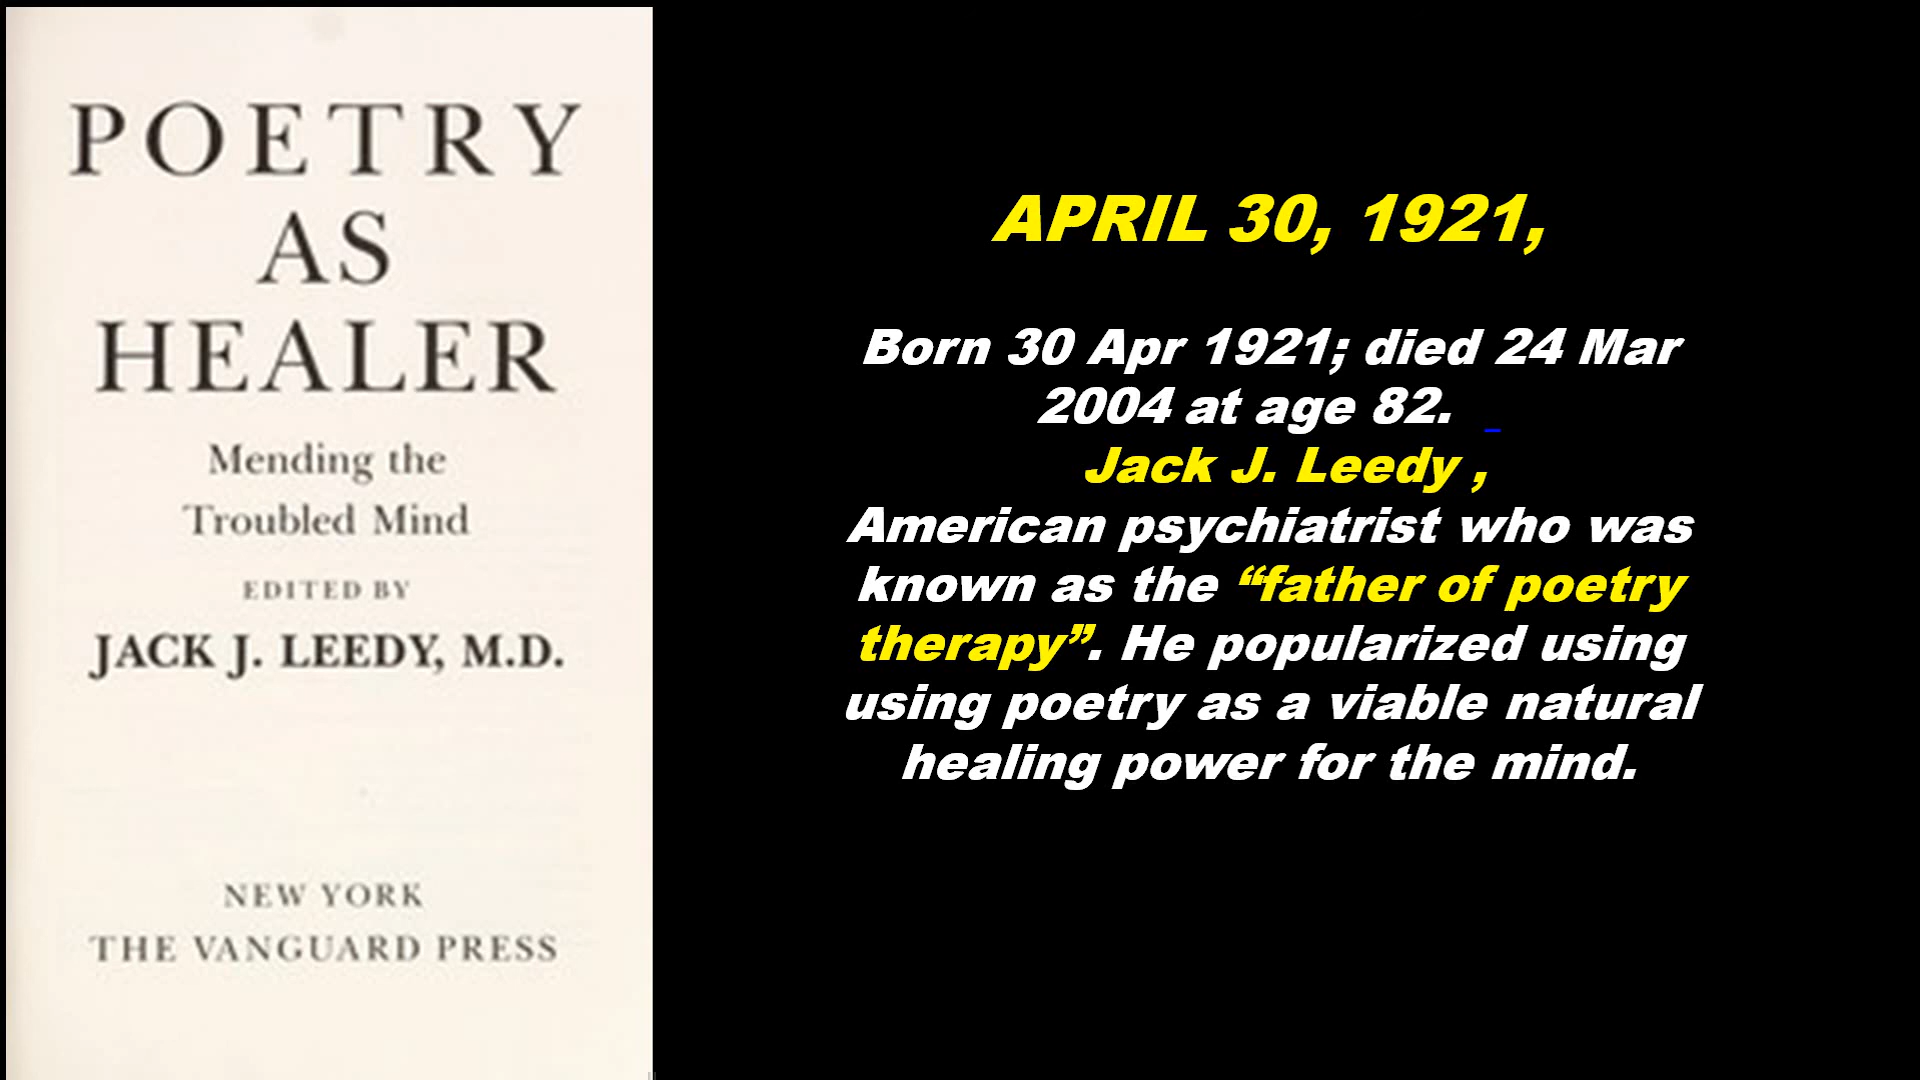 POETRY
AS
HEALER
Mending the
Troubled Mind
EDITED BY
JACK J. LEEDY, M.D.
NEW YORK
THE VANGUARD PRESS
APRIL 30, 1921,
Born 30 Apr 1921; died 24 Mar
2004 at age 82.
Jack J. Leedy ,
American psychiatrist who was
known as the “father of poetry
therapy”. He popularized using
using poetry as a viable natural
healing power for the mind.